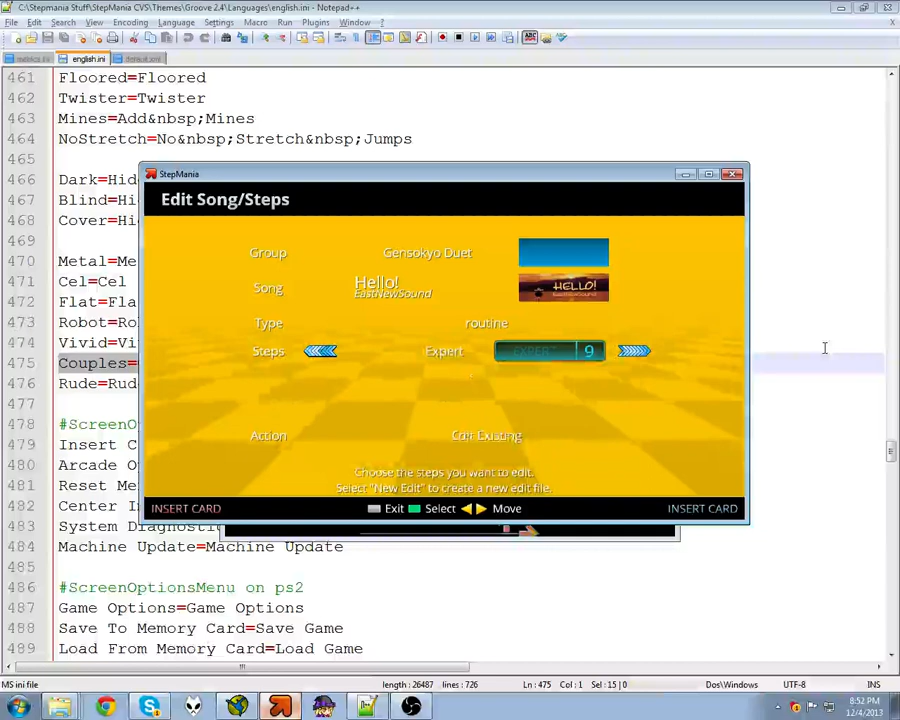 C:\Stepmania Stuff\StepMania CVS\Themes\Groove 2.4\Languages\english.ini - Notepad++
File Edit Search View Encoding Language Settings Macro Run Plugins Window ?
metrics.ini english.ini default.xml
461 Floored=Floored
462 Twister=Twister
463 Mines=Add&nbsp;Mines
464 NoStretch=No&nbsp;Stretch&nbsp;Jumps
465
466 Dark=Hid
467 Blind=Hi
468 Cover=Hi
469
470 Metal=Me
471 Cel=Cel
472 Flat=Fla
473 Robot=Ro
474 Vivid=Vi
475 Couples=
476 Rude=Rud
477
478 #ScreenO
479 Insert C
480 Arcade O
481 Reset Me
482 Center I
483 System Diagnostic
484 Machine Update=Machine Update
485
486 #ScreenOptionsMenu on ps2
487 Game Options=Game Options
488 Save To Memory Card=Save Game
489 Load From Memory Card=Load Game
StepMania
Edit Song/Steps
Group Gensokyo Duet
Song Hello!
EastNewSound
HELLO!
Type routine
Steps Expert EXPERT 9
Action Edit Existing
Choose the steps you want to edit.
Select "New Edit" to create a new edit file.
INSERT CARD Exit Select Move INSERT CARD
MS ini file length : 26487 lines : 726 Ln : 475 Col : 1 Sel : 15 | 0 Dos\Windows UTF-8 INS
8:52 PM
12/4/2013